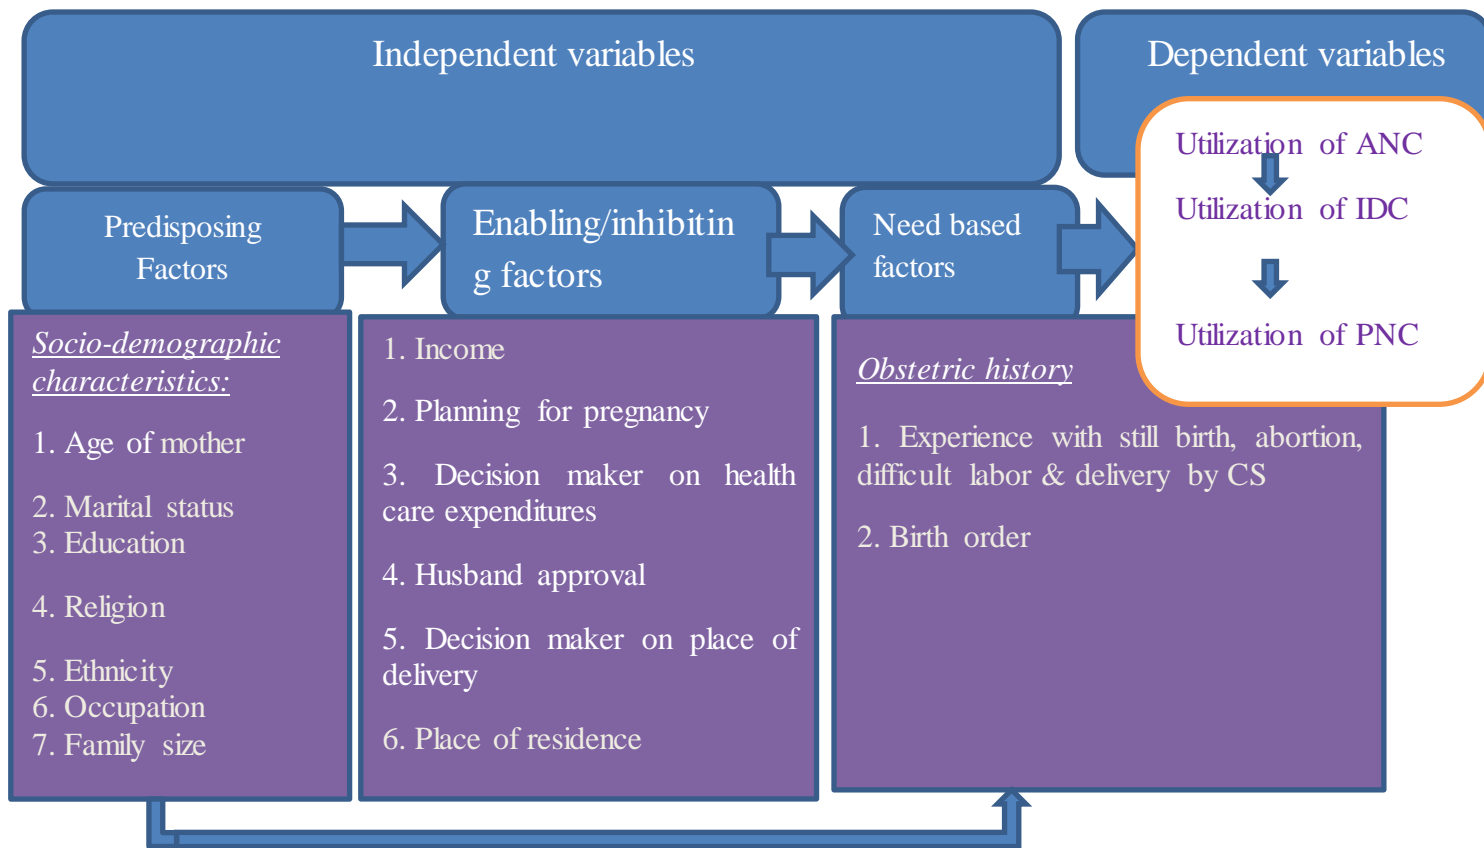 Independent variables
Dependent variables
Predisposing
Factors
Enabling/inhibitin
g factors
Need based
factors
Utilization of ANC
Utilization of IDC
Utilization of PNC
Socio-demographic
characteristics:
1. Age of mother
2. Marital status
3. Education
4. Religion
5. Ethnicity
6. Occupation
7. Family size
1. Income
2. Planning for pregnancy
3. Decision maker on health
care expenditures
4. Husband approval
5. Decision maker on place of
delivery
6. Place of residence
Obstetric history
1. Experience with still birth, abortion,
difficult labor & delivery by CS
2. Birth order